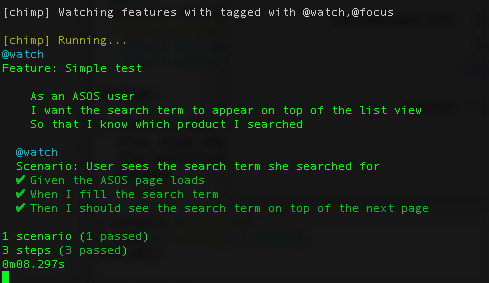 [chimp] Watching features with tagged with @watch,@focus
[chimp] Running...
@watch
Feature: Simple test
As an ASOS user
I want the search term to appear on top of the list view
So that I know which product I searched
@watch
Scenario: User sees the search term she searched for
✔ Given the ASOS page loads
✔ When I fill the search term
✔ Then I should see the search term on top of the next page
1 scenario (1 passed)
3 steps (3 passed)
0m08.297s